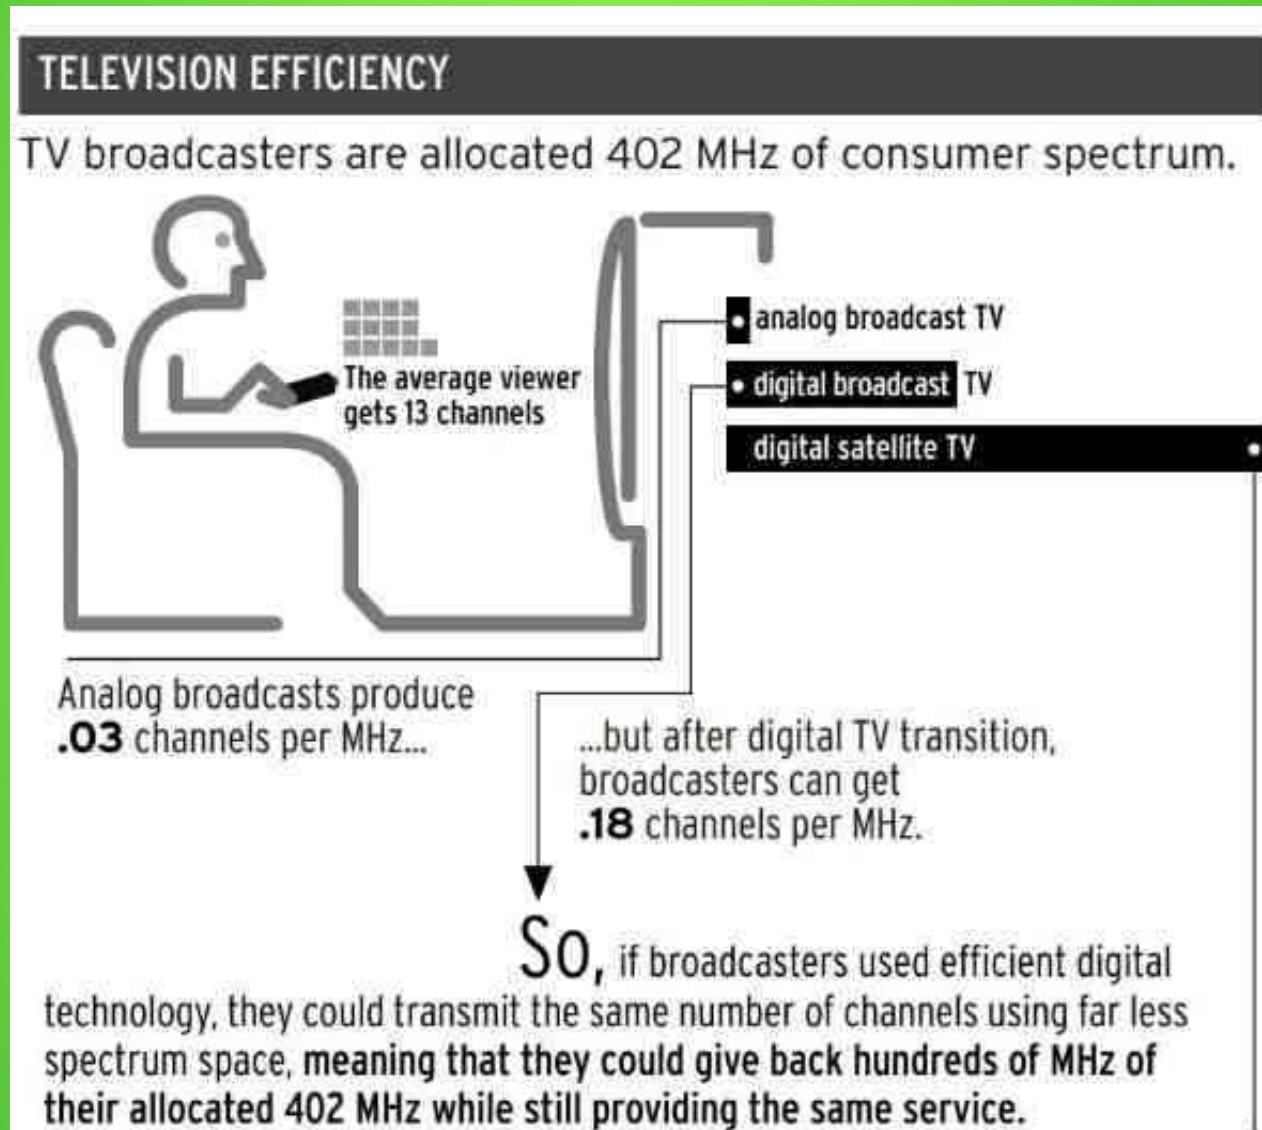 TELEVISION EFFICIENCY
TV broadcasters are allocated 402 MHz of consumer spectrum.
analog broadcast TV
digital broadcast TV
digital satellite TV
The average viewer
gets 13 channels
Analog broadcasts produce
.03 channels per MHz...
...but after digital TV transition,
broadcasters can get
.18 channels per MHz.
So, if broadcasters used efficient digital
technology, they could transmit the same number of channels using far less
spectrum space, meaning that they could give back hundreds of MHz of
their allocated 402 MHz while still providing the same service.